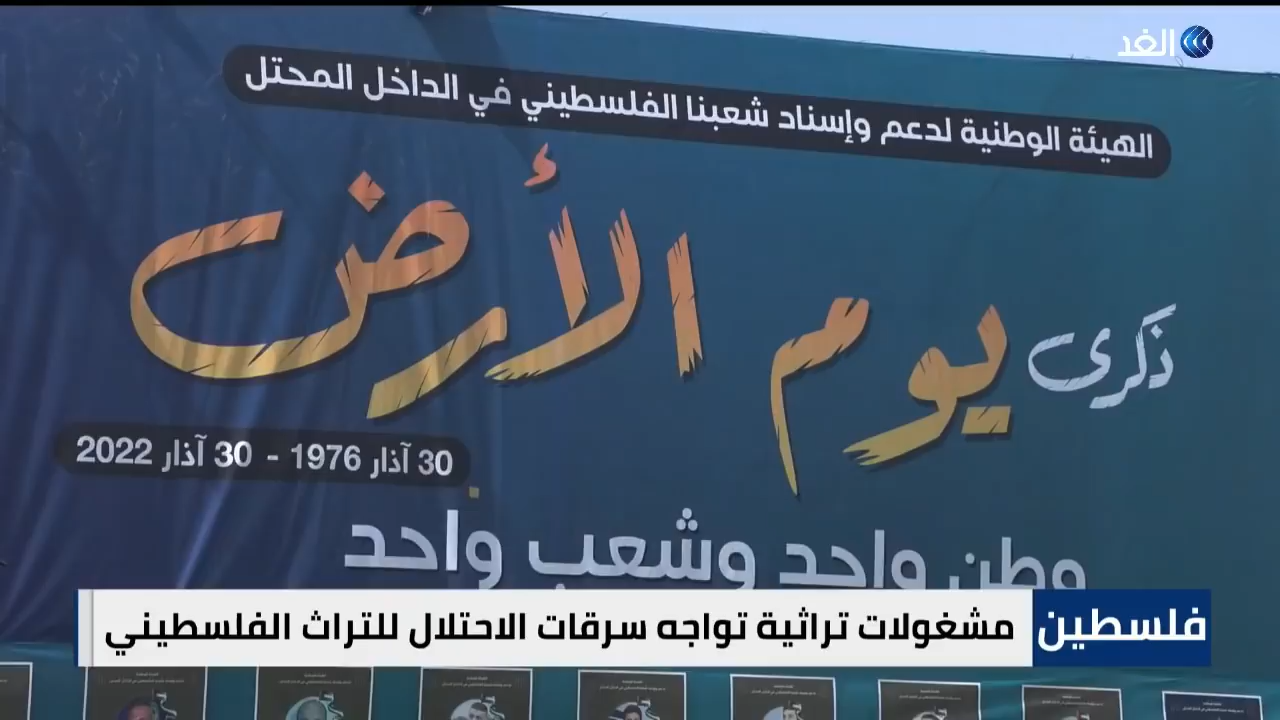 الغد
الهيئة الوطنية لدعم وإسناد شعبنا الفلسطيني في الداخل المحتل
ذكرى يوم الأرض
30 آذار 1976 - 30 آذار 2022
وطن واحد وشعب واحد
فلسطين
مشغولات تراثية تواجه سرقات الاحتلال للتراث الفلسطيني